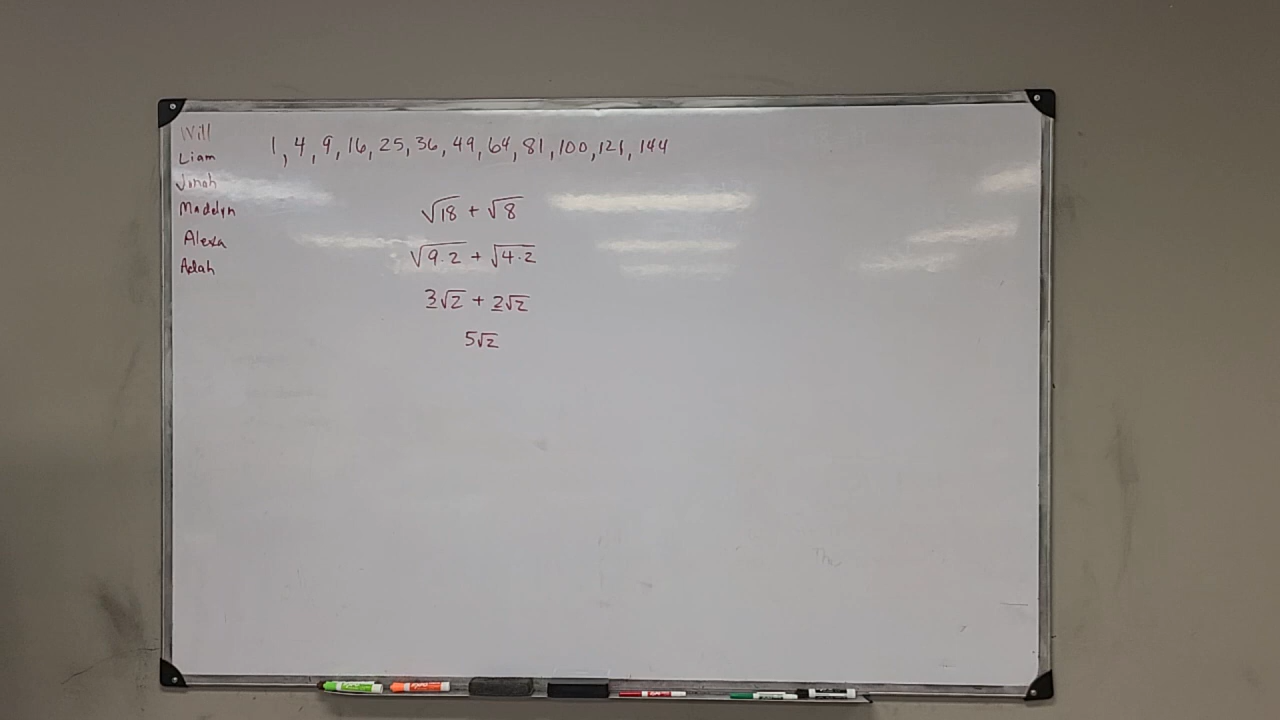 Will
Liam
Jonah
Madelyn
Alexa
Adah
1, 4, 9, 16, 25, 36, 49, 64, 81, 100, 121, 144
√18 + √8
√9·2 + √4·2
3√2 + 2√2
5√2